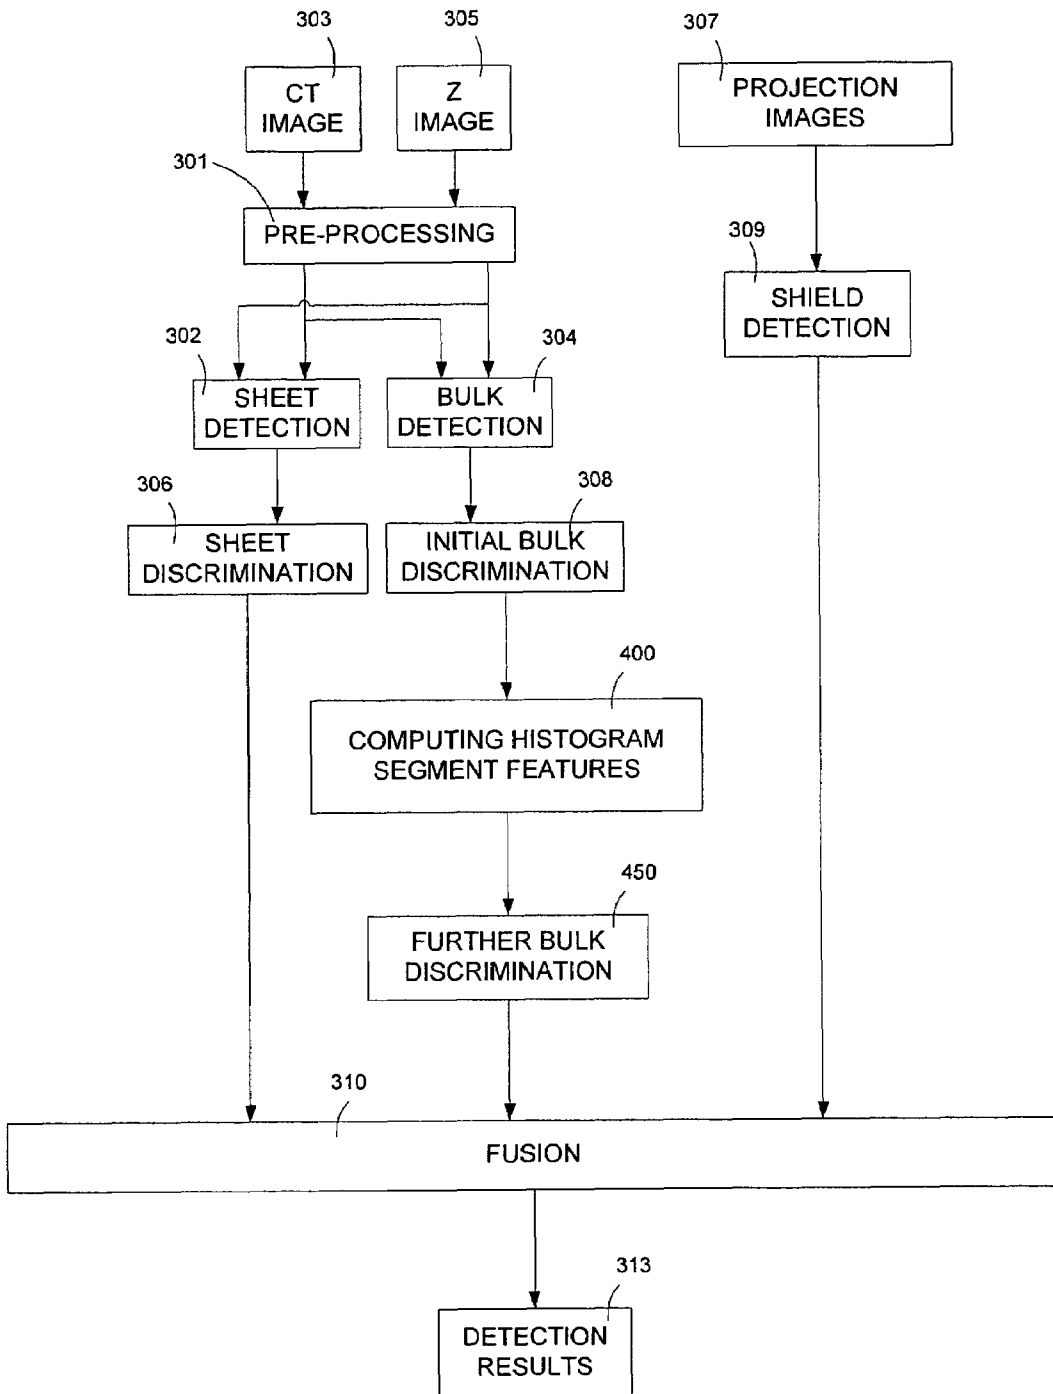 303
305
307
CT
IMAGE
Z
IMAGE
PROJECTION
IMAGES
301
PRE-PROCESSING
309
SHIELD
DETECTION
302
304
SHEET
DETECTION
BULK
DETECTION
306
308
SHEET
DISCRIMINATION
INITIAL BULK
DISCRIMINATION
400
COMPUTING HISTOGRAM
SEGMENT FEATURES
450
FURTHER BULK
DISCRIMINATION
310
FUSION
313
DETECTION
RESULTS